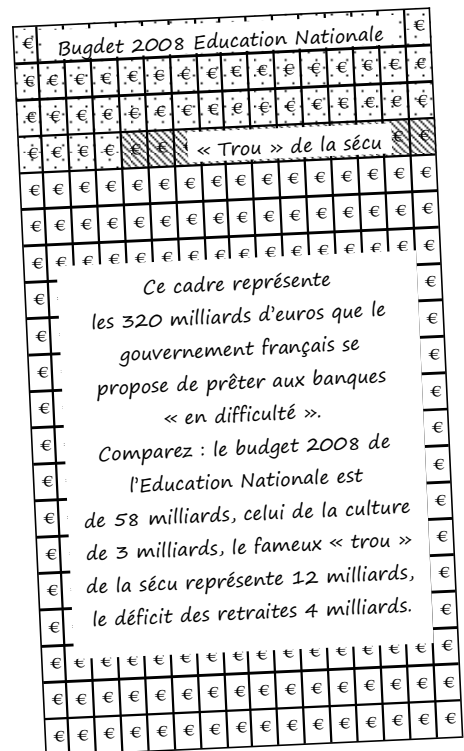 Bugdet 2008 Education Nationale
« Trou » de la sécu
Ce cadre représente
les 320 milliards d'euros que le
gouvernement français se
propose de prêter aux banques
« en difficulté ».
Comparez : le budget 2008 de
l'Education Nationale est
de 58 milliards, celui de la culture
de 3 milliards, le fameux « trou »
de la sécu représente 12 milliards,
le déficit des retraites 4 milliards.